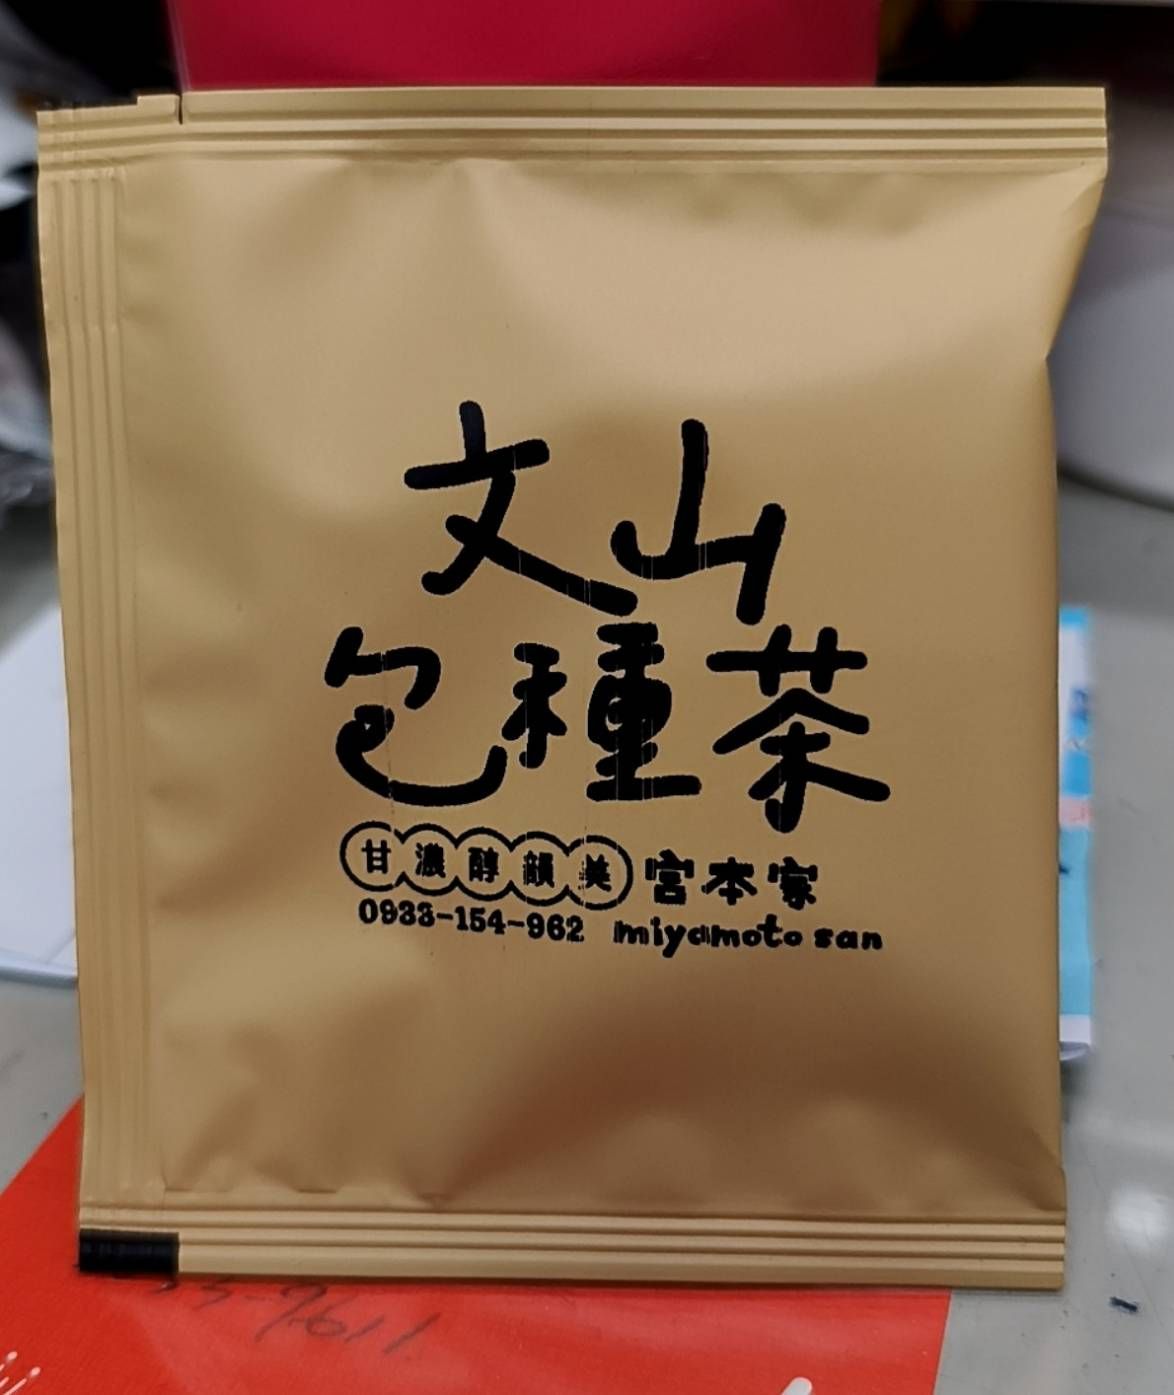 文山
包種茶
甘濃醇韻美 宮本家
0933-154-962 miyamoto san